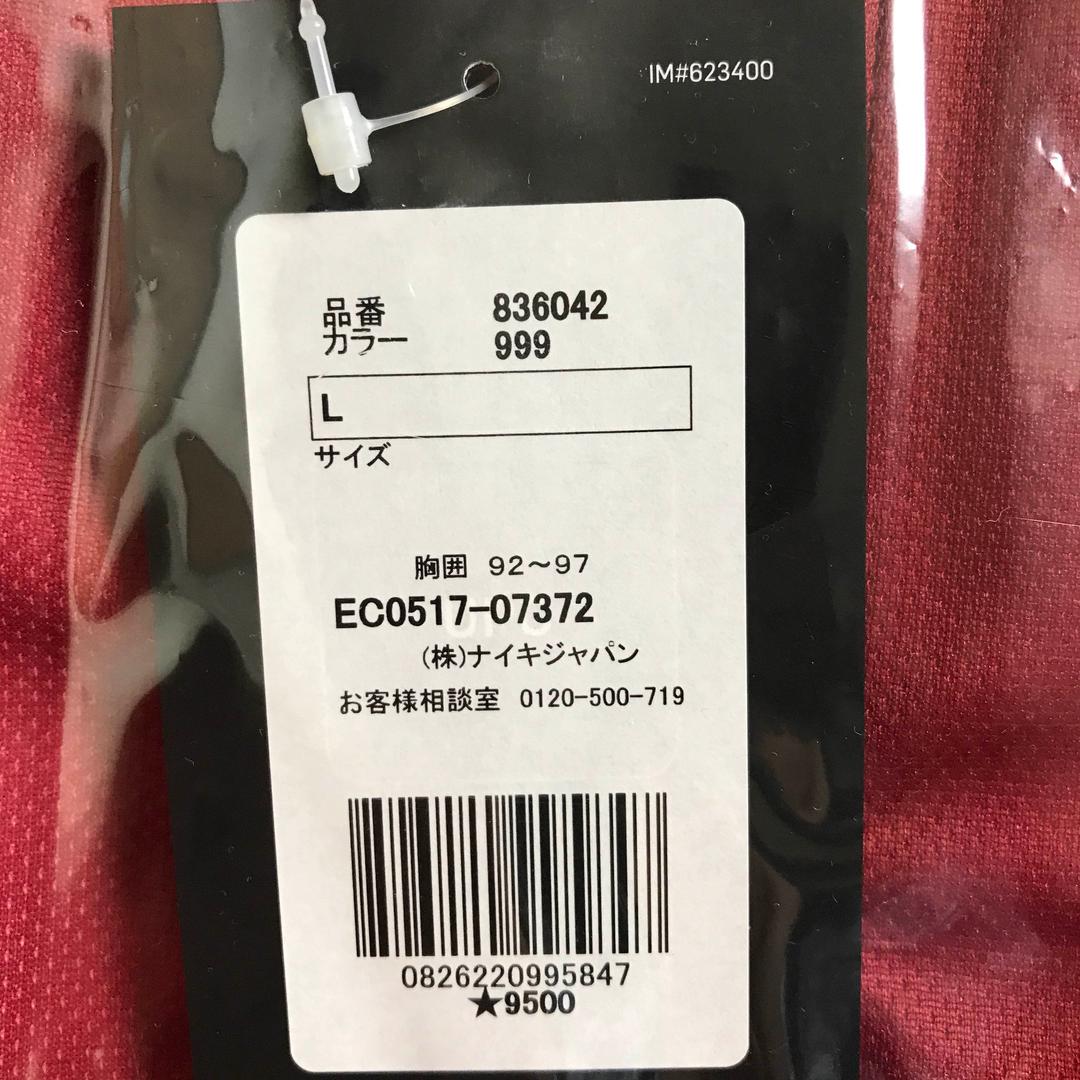 IM#623400
品番 836042
カラー 999
L
サイズ
胸囲 92～97
EC0517-07372
(株)ナイキジャパン
お客様相談室 0120-500-719
0826220995847
★9500